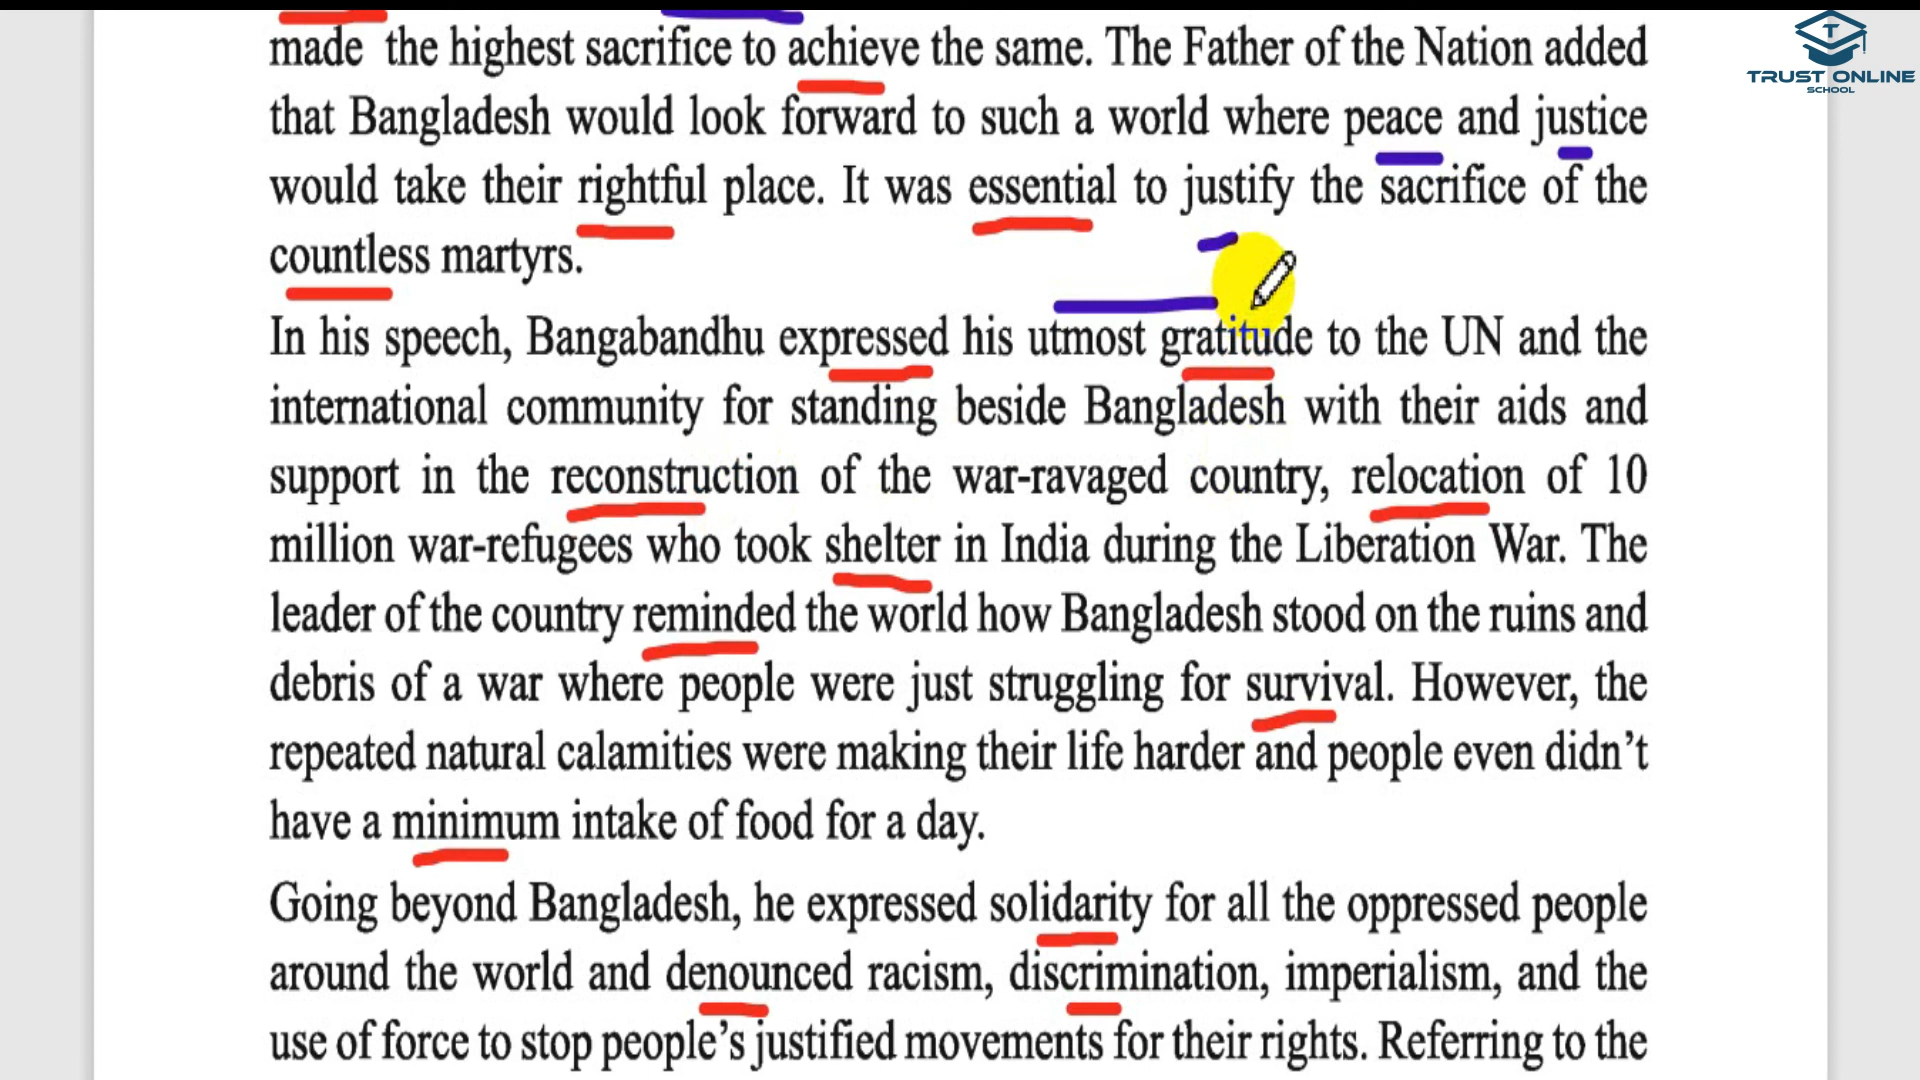 TRUST ONLINE
SCHOOL
made the highest sacrifice to achieve the same. The Father of the Nation added
that Bangladesh would look forward to such a world where peace and justice
would take their rightful place. It was essential to justify the sacrifice of the
countless martyrs.
In his speech, Bangabandhu expressed his utmost gratitude to the UN and the
international community for standing beside Bangladesh with their aids and
support in the reconstruction of the war-ravaged country, relocation of 10
million war-refugees who took shelter in India during the Liberation War. The
leader of the country reminded the world how Bangladesh stood on the ruins and
debris of a war where people were just struggling for survival. However, the
repeated natural calamities were making their life harder and people even didn’t
have a minimum intake of food for a day.
Going beyond Bangladesh, he expressed solidarity for all the oppressed people
around the world and denounced racism, discrimination, imperialism, and the
use of force to stop people’s justified movements for their rights. Referring to the